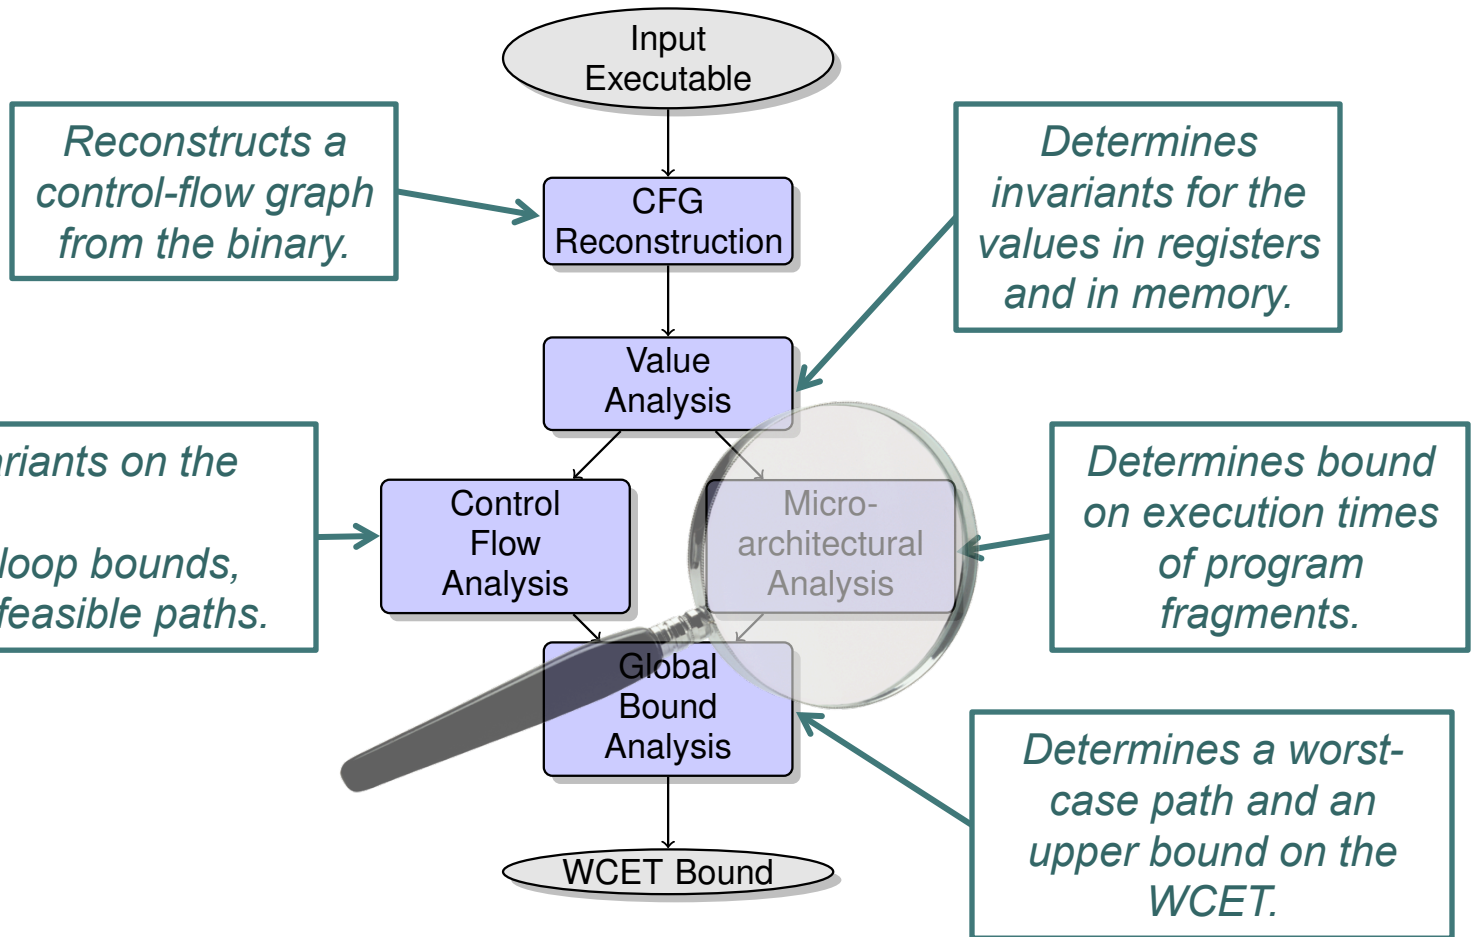 Input
Executable
Reconstructs a
control-flow graph
from the binary.
CFG
Reconstruction
Determines
invariants for the
values in registers
and in memory.
Value
Analysis
on the
loop bounds,
paths.
Control
Flow
Analysis
Micro-
architectural
Analysis
Determines bound
on execution times
of program
fragments.
Global
Bound
Analysis
Determines a worst-
case path and an
upper bound on the
WCET.
WCET Bound